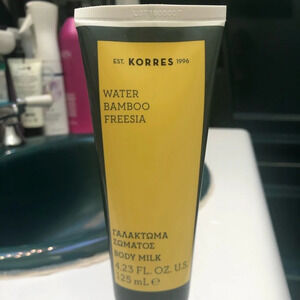 EST. KORRES 1996
WATER
BAMBOO
FREESIA
ΓΑΛΑΚΤΩΜΑ
ΣΩΜΑΤΟΣ
BODY MILK
4.23 FL. OZ. U.S.
125 mL e